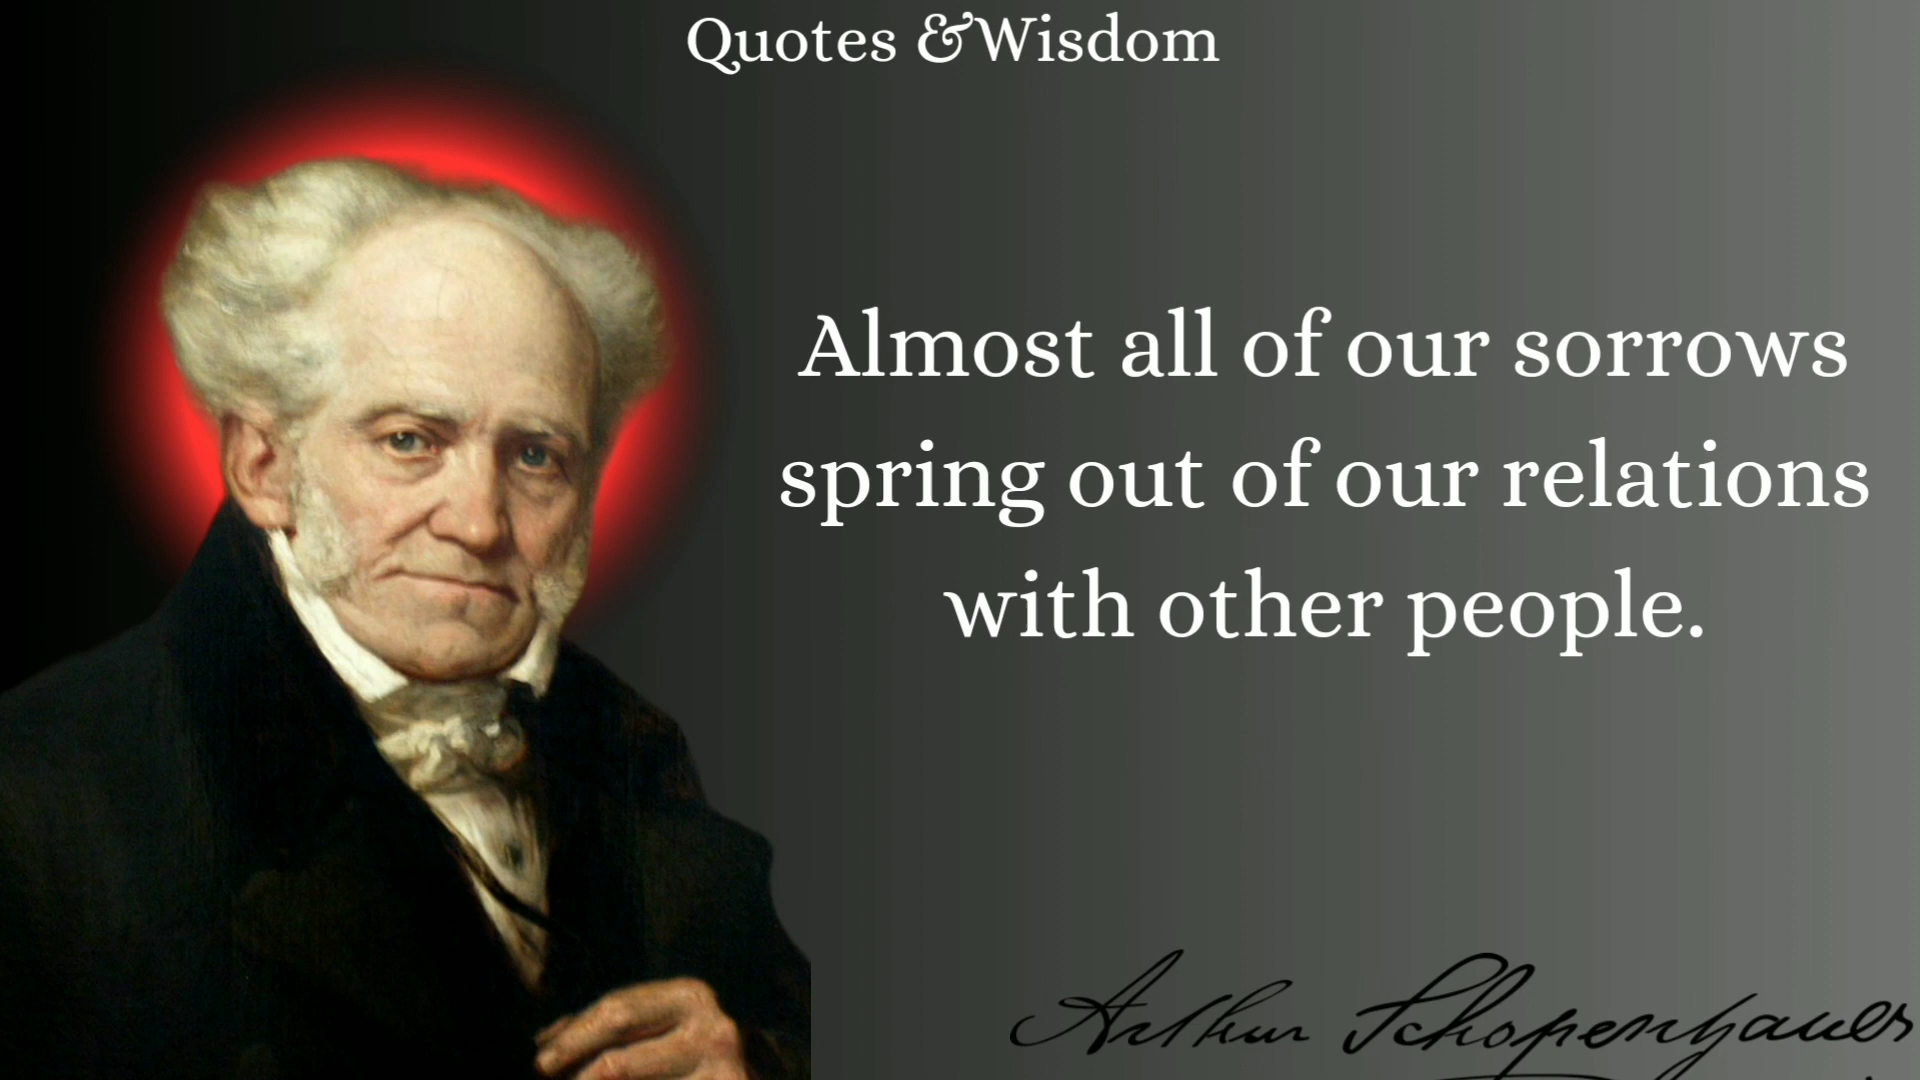 Quotes &Wisdom
Almost all of our sorrows
spring out of our relations
with other people.
Arthur Schopenhauer